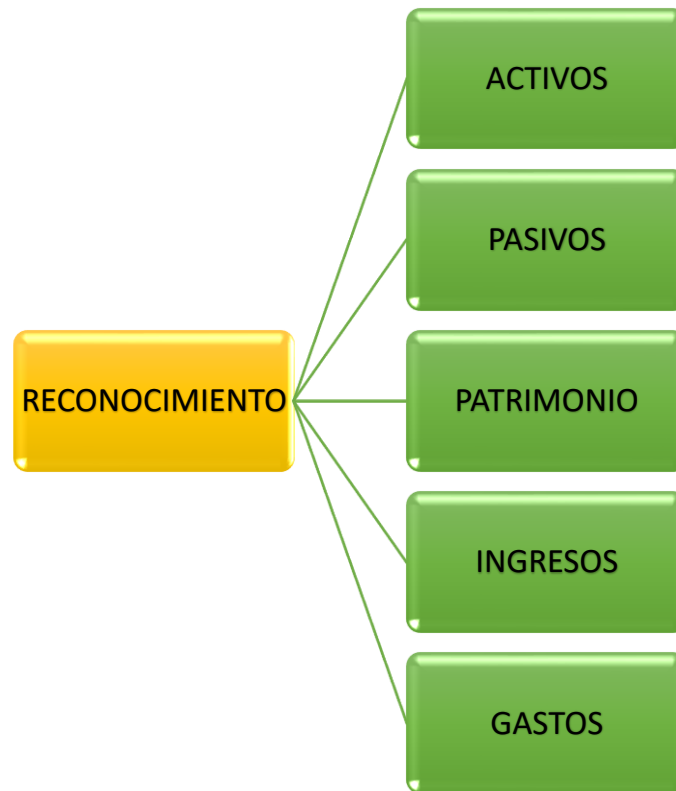 ACTIVOS
PASIVOS
RECONOCIMIENTO
PATRIMONIO
INGRESOS
GASTOS